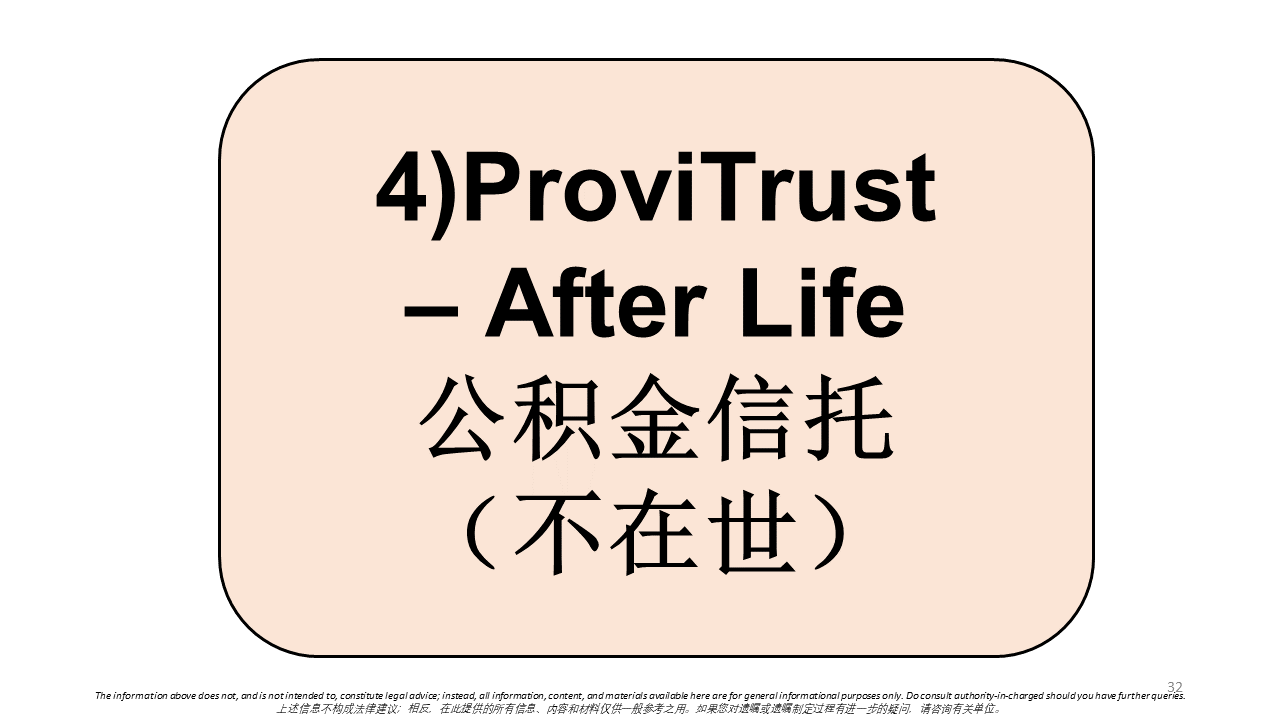 4)ProviTrust
– After Life
公积金信托
（不在世）
32
The information above does not, and is not intended to, constitute legal advice; instead, all information, content, and materials available here are for general informational purposes only. Do consult authority-in-charged should you have further queries.
上述信息不构成法律建议；相反，在此提供的所有信息、内容和材料仅供一般参考之用。如果您对遗嘱或遗嘱制定过程有进一步的疑问，请咨询有关单位。